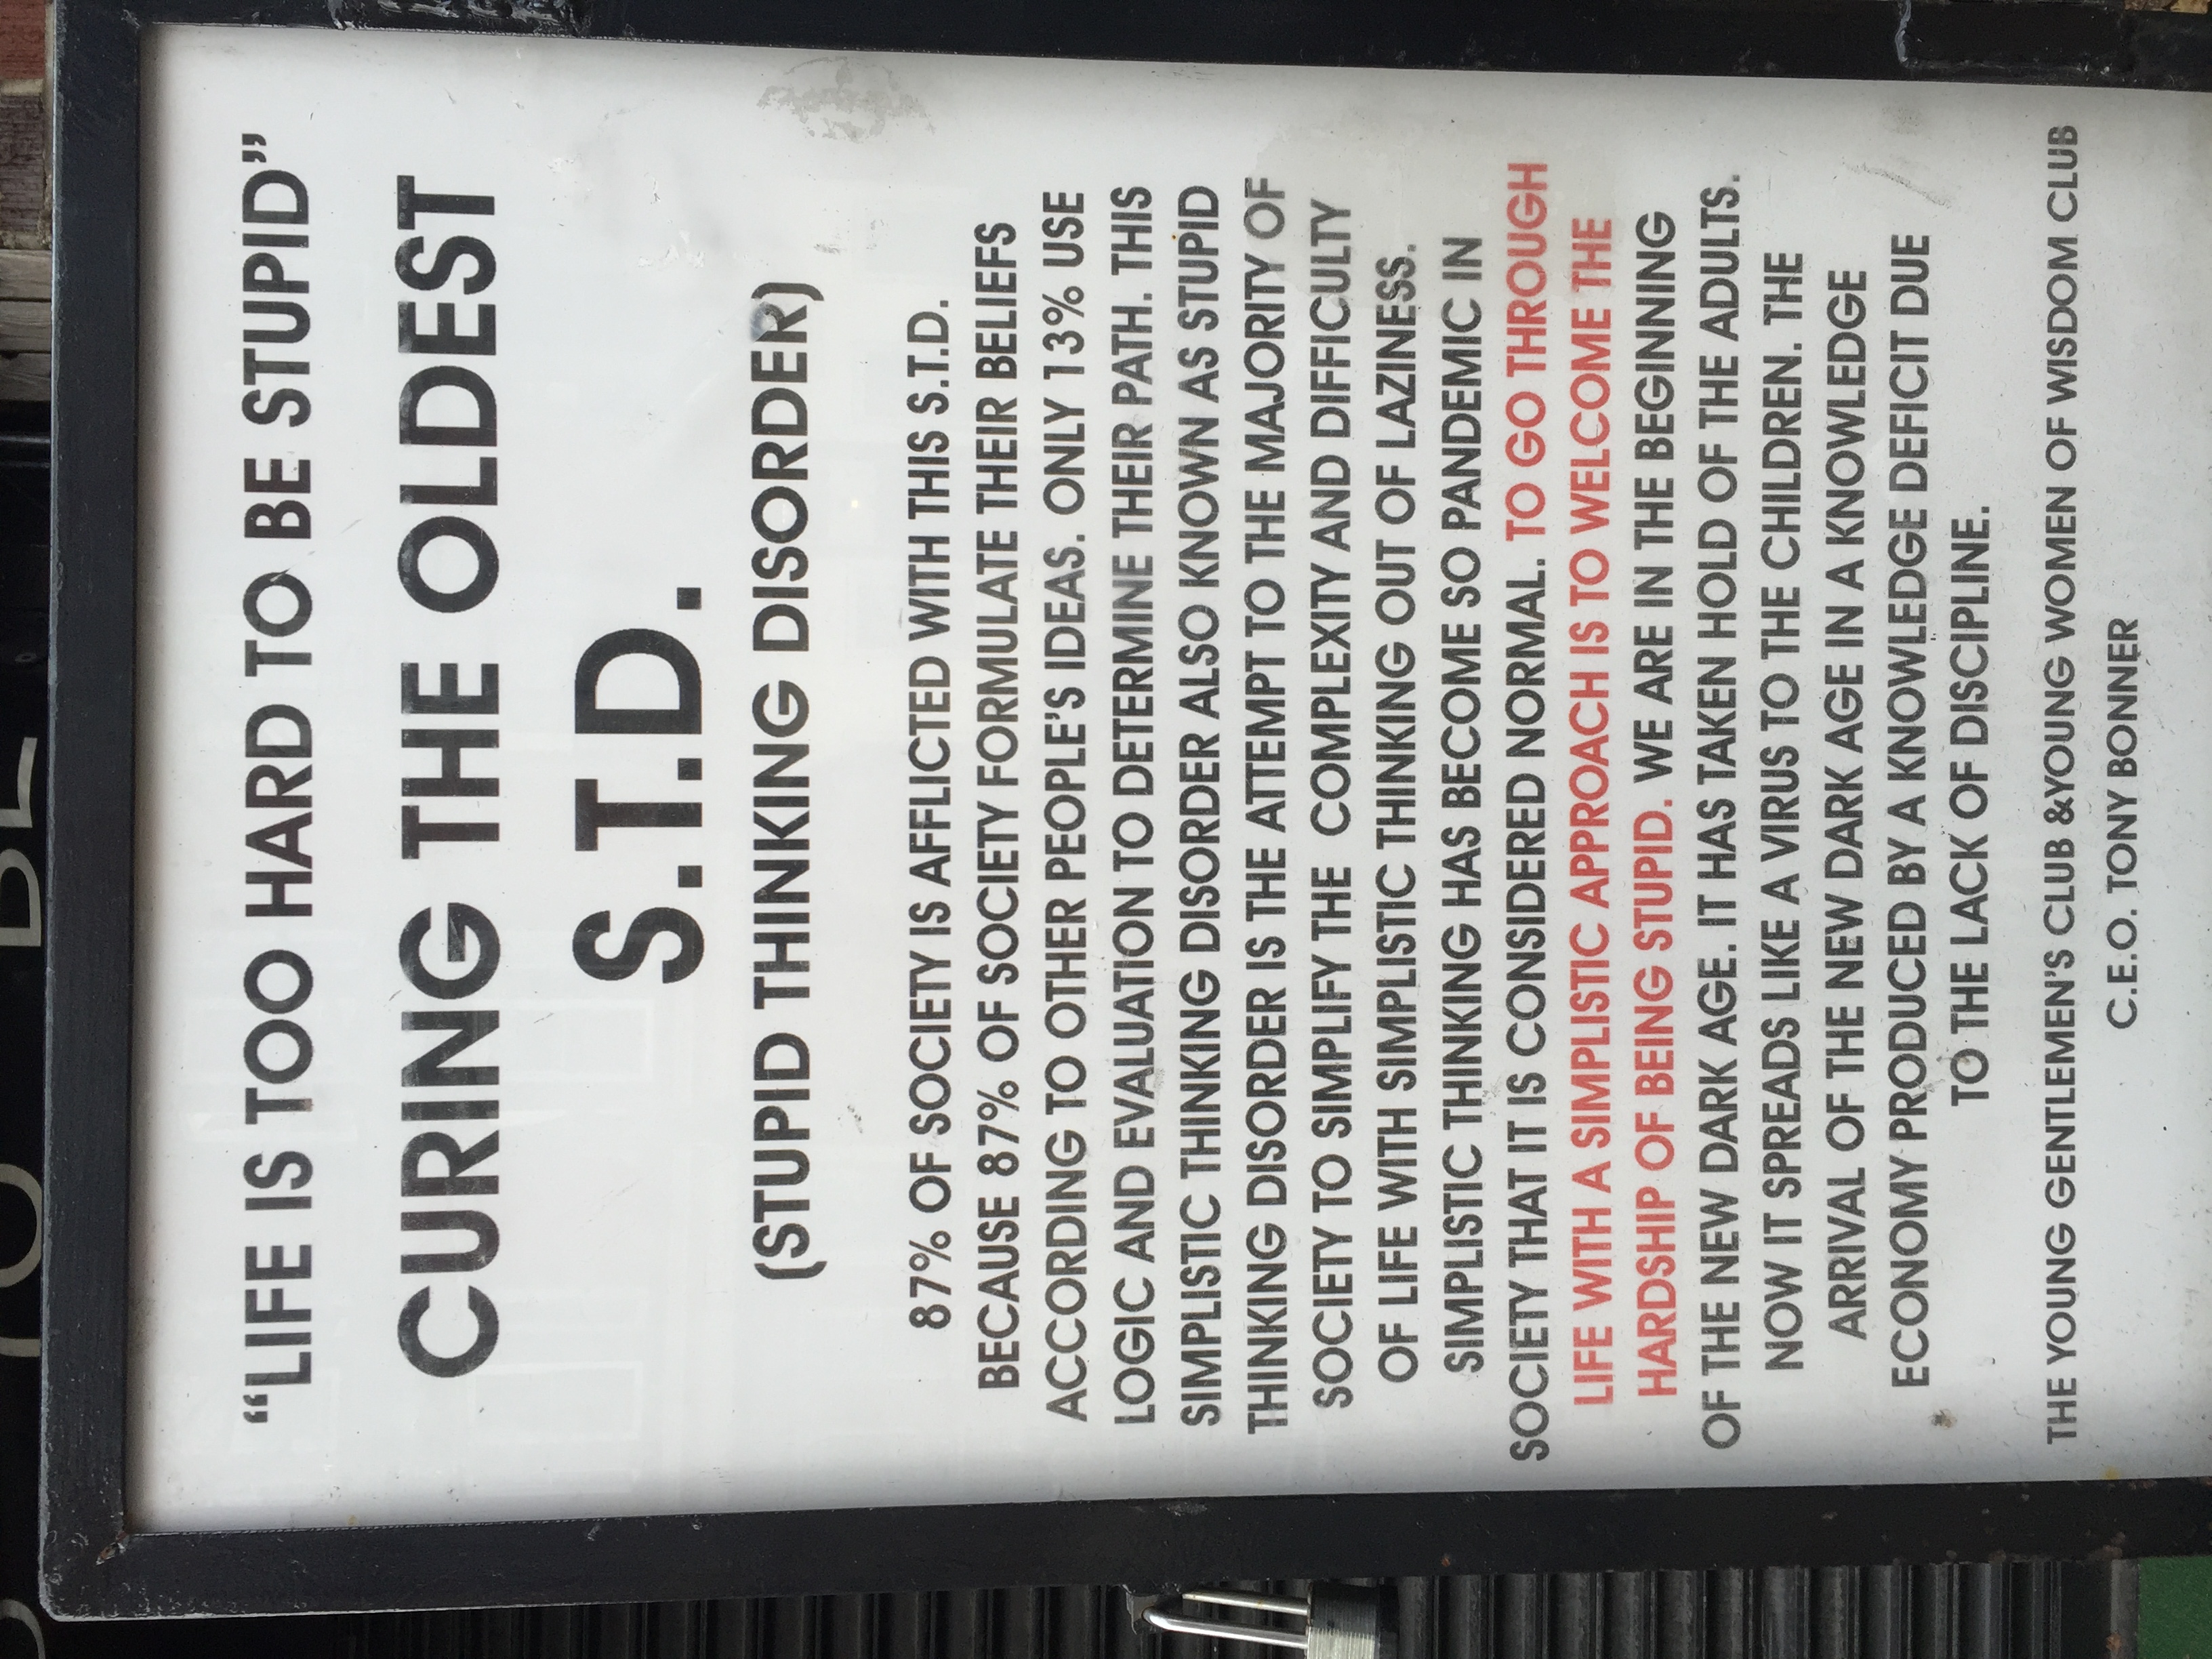 TO BE
“LIFE IS TOO HARD TO BE STUPID”
CURING THE OLDEST
S.T.D.
(STUPID THINKING DISORDER)
87% OF SOCIETY IS AFFLICTED WITH THIS S.T.D.
BECAUSE 87% OF SOCIETY FORMULATE THEIR BELIEFS
ACCORDING TO OTHER PEOPLE’S IDEAS. ONLY 13% USE
LOGIC AND EVALUATION TO DETERMINE THEIR PATH. THIS
SIMPLISTIC THINKING DISORDER ALSO KNOWN AS STUPID
THINKING DISORDER IS THE ATTEMPT TO THE MAJORITY OF
SOCIETY TO SIMPLIFY THE COMPLEXITY AND DIFFICULTY
OF LIFE WITH SIMPLISTIC THINKING OUT OF LAZINESS.
SIMPLISTIC THINKING HAS BECOME SO PANDEMIC IN
SOCIETY THAT IT IS CONSIDERED NORMAL. TO GO THROUGH
LIFE WITH A SIMPLISTIC APPROACH IS TO WELCOME THE
HARDSHIP OF BEING STUPID. WE ARE IN THE BEGINNING
OF THE NEW DARK AGE. IT HAS TAKEN HOLD OF THE ADULTS.
NOW IT SPREADS LIKE A VIRUS TO THE CHILDREN. THE
ARRIVAL OF THE NEW DARK AGE IN A KNOWLEDGE
ECONOMY PRODUCED BY A KNOWLEDGE DEFICIT DUE
TO THE LACK OF DISCIPLINE.
THE YOUNG GENTLEMEN’S CLUB &YOUNG WOMEN OF WISDOM CLUB
C.E.O. TONY BONNER